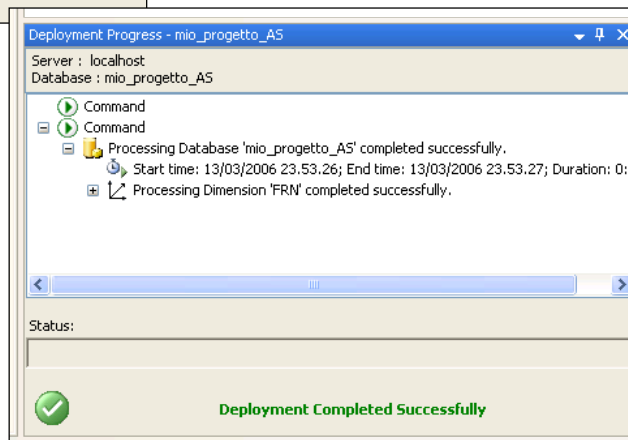 Deployment Progress - mio_progetto_AS
Server : localhost
Database : mio_progetto_AS
Command
Command
Processing Database 'mio_progetto_AS' completed successfully.
Start time: 13/03/2006 23.53.26; End time: 13/03/2006 23.53.27; Duration: 0:
Processing Dimension 'FRN' completed successfully.
Status:
Deployment Completed Successfully